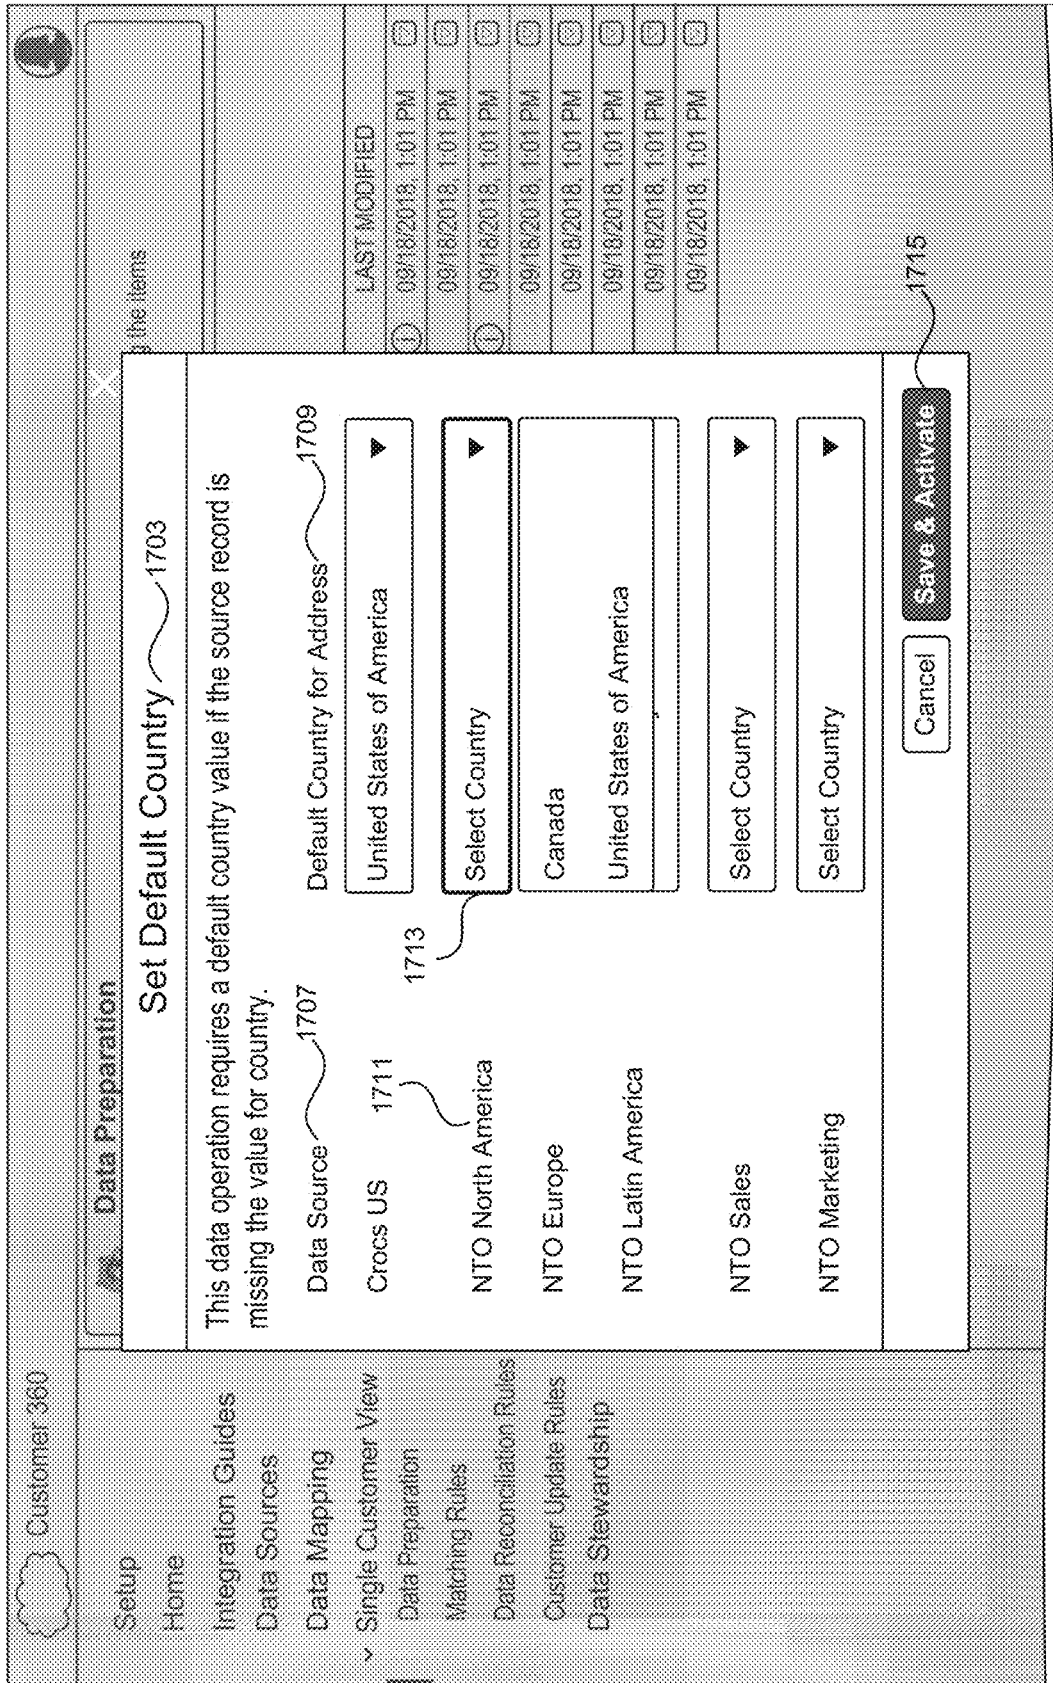 Customer 360
Setup
Home
Integration Guides
Data Sources
Data Mapping
Single Customer View
Data Preparation
Matching Rules
Data Reconciliation Rules
Customer Update Rules
Data Stewardship
Data Preparation
g the items
LAST MODIFIED
09/18/2018, 1:01 PM
09/18/2018, 1:01 PM
09/18/2018, 1:01 PM
09/18/2018, 1:01 PM
09/18/2018, 1:01 PM
09/18/2018, 1:01 PM
09/18/2018, 1:01 PM
09/18/2018, 1:01 PM
Set Default Country 1703
This data operation requires a default country value if the source record is
missing the value for country.
Data Source 1707 Default Country for Address 1709
Crocs US United States of America
1711 1713
NTO North America Select Country
NTO Europe Canada
NTO Latin America United States of America
NTO Sales Select Country
NTO Marketing Select Country
Cancel Save & Activate 1715